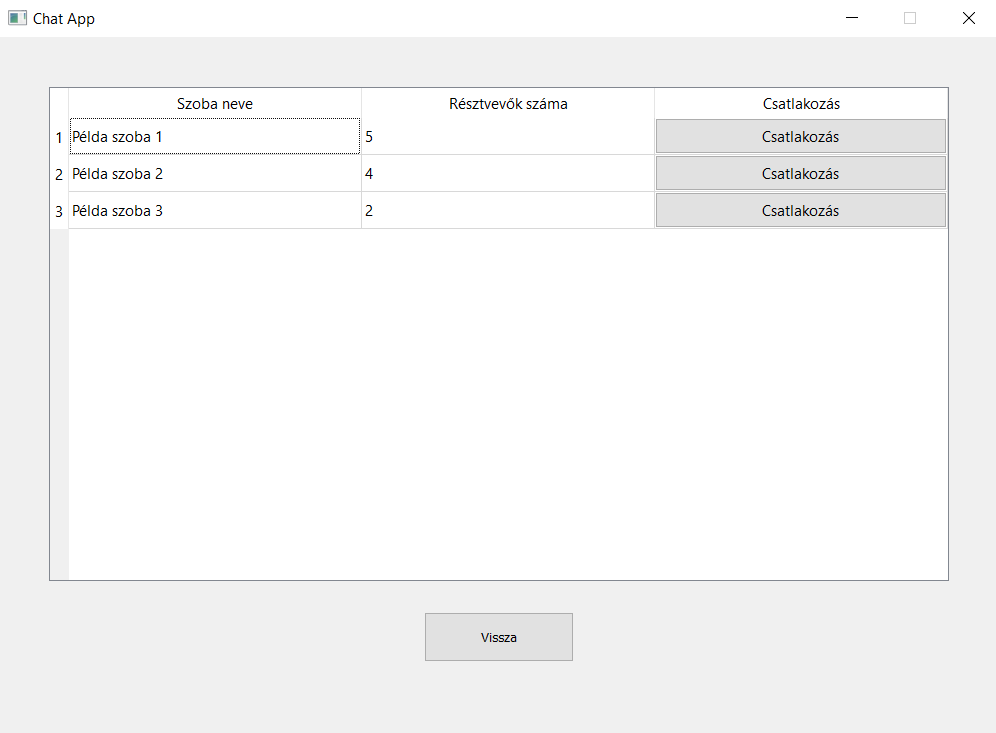 Chat App
Szoba neve Résztvevők száma Csatlakozás
1 Példa szoba 1 5 Csatlakozás
2 Példa szoba 2 4 Csatlakozás
3 Példa szoba 3 2 Csatlakozás
Vissza